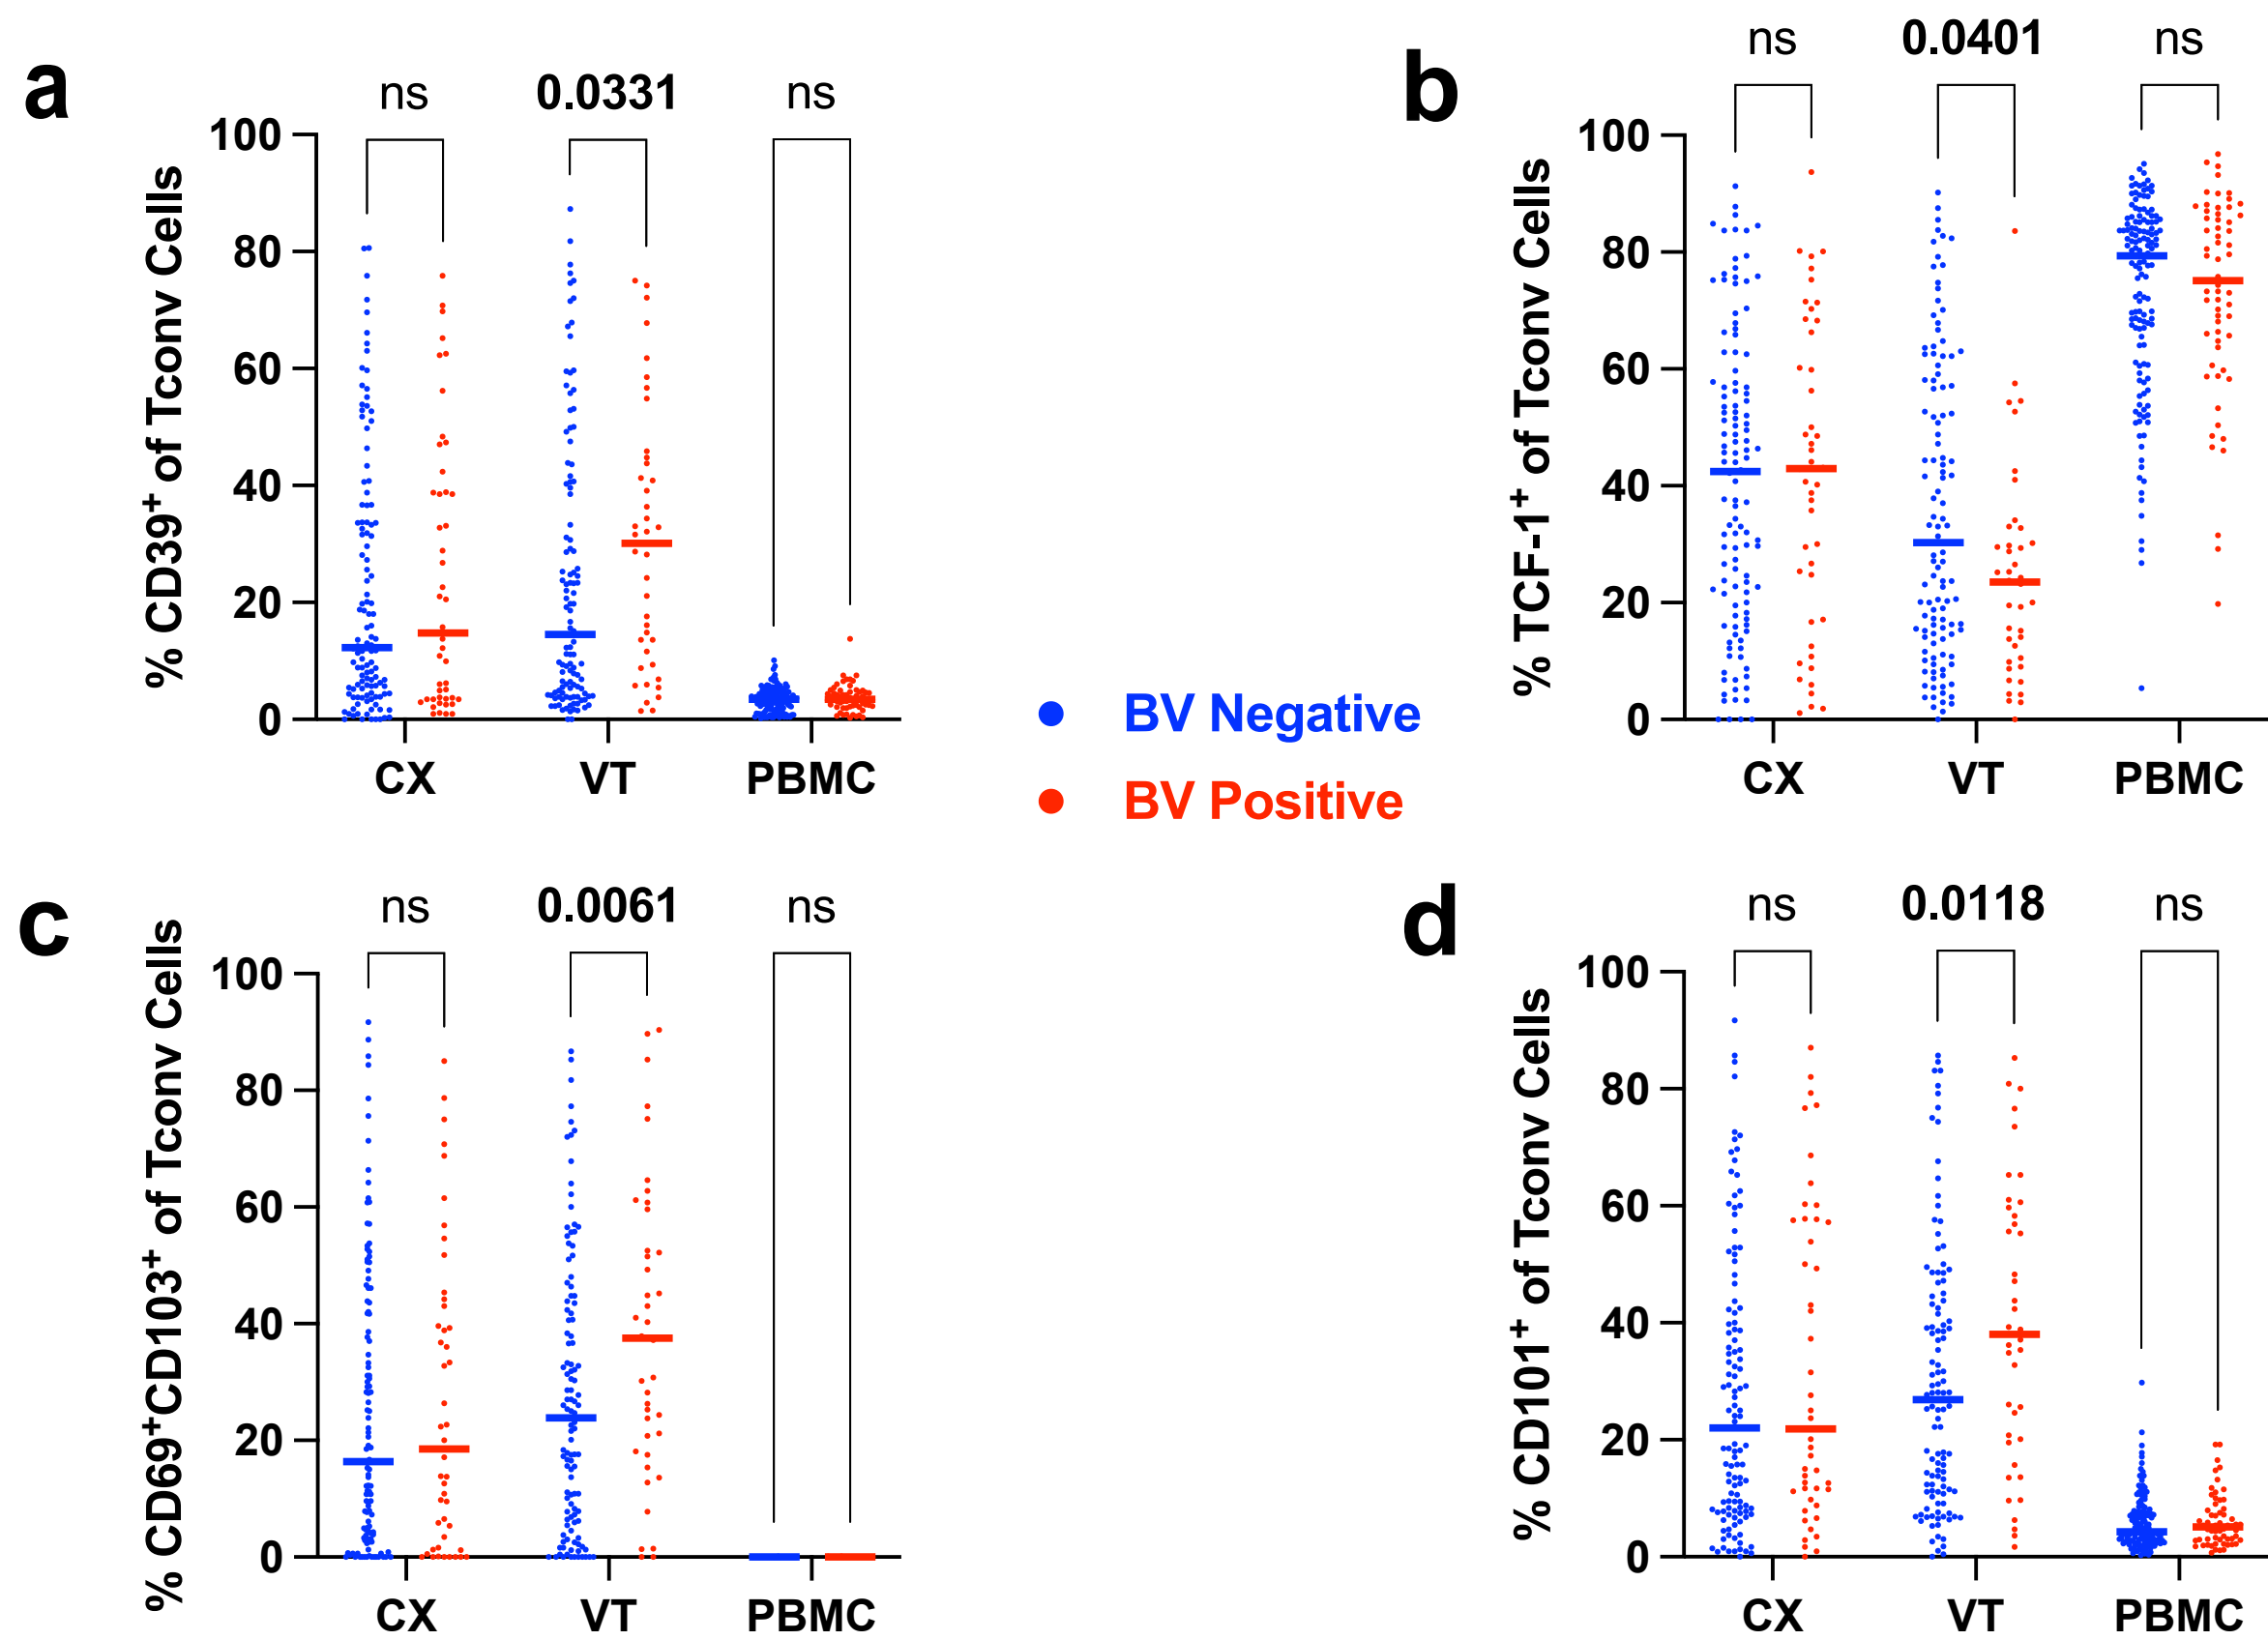 a
ns 0.0331 ns
% CD39+ of Tconv Cells
100
80
60
40
20
0
CX VT PBMC
b
ns 0.0401 ns
% TCF-1+ of Tconv Cells
100
80
60
40
20
0
CX VT PBMC
BV Negative
BV Positive
c
ns 0.0061 ns
% CD69+CD103+ of Tconv Cells
100
80
60
40
20
0
CX VT PBMC
d
ns 0.0118 ns
% CD101+ of Tconv Cells
100
80
60
40
20
0
CX VT PBMC